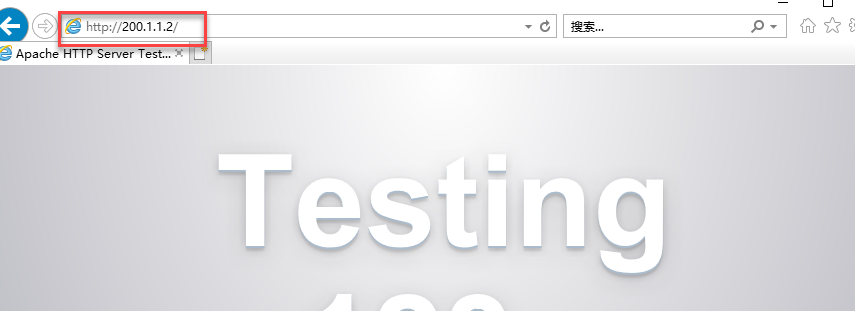 http://200.1.1.2/
搜索...
Apache HTTP Server Test...
Testing